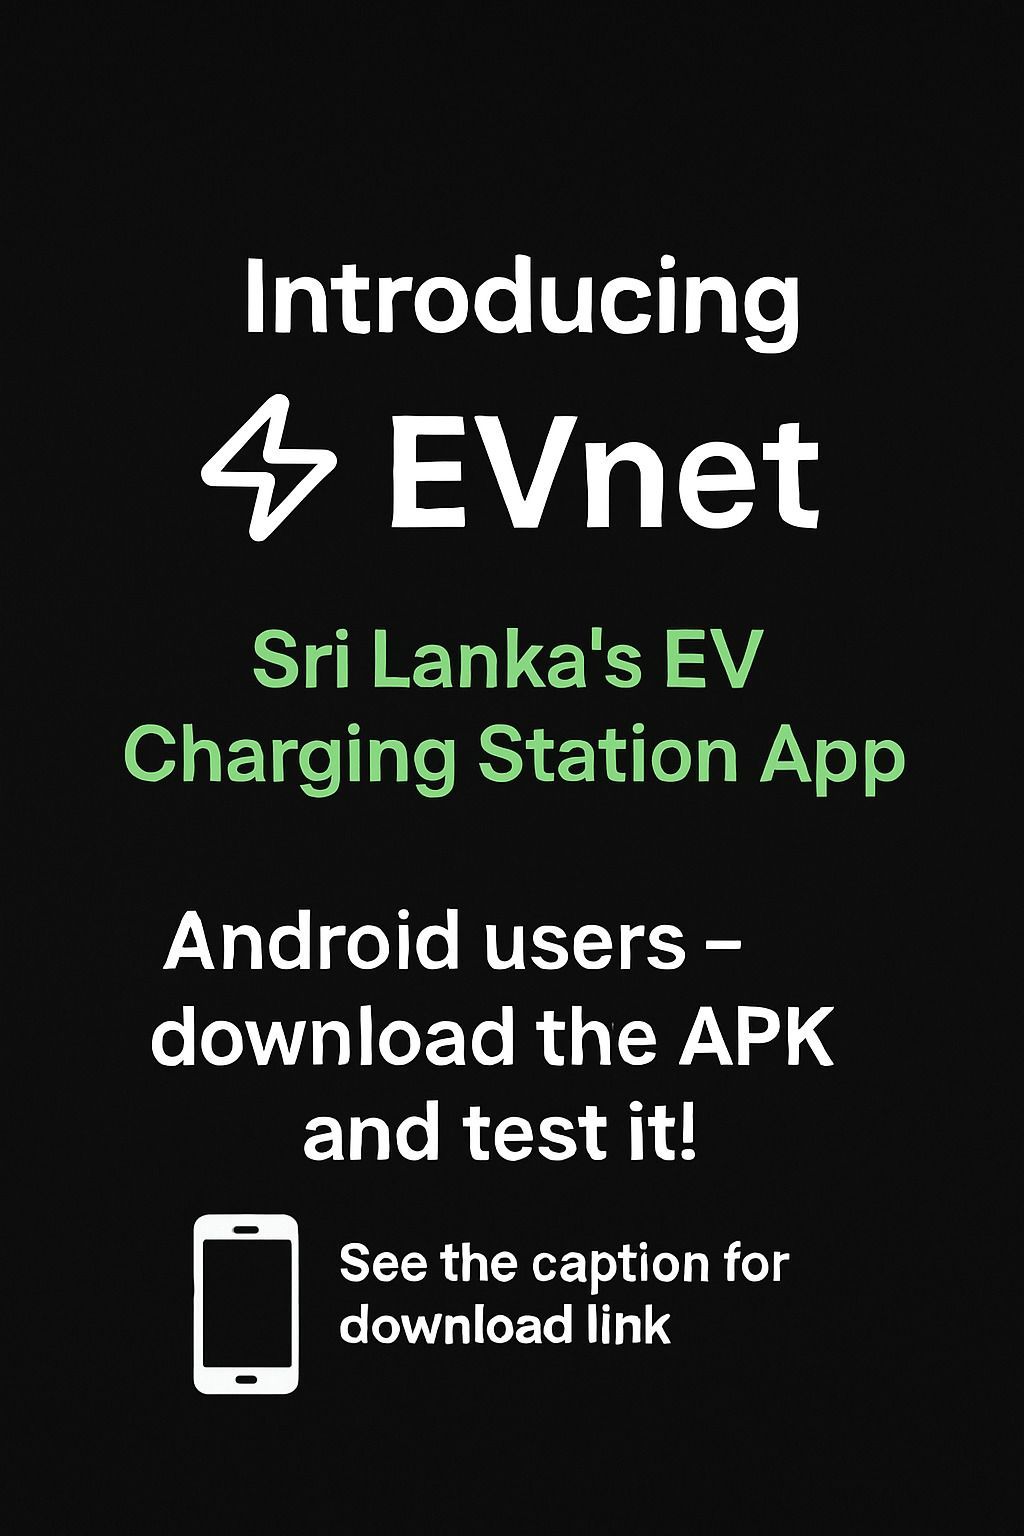 Introducing
EVnet
Sri Lanka's EV
Charging Station App
Android users –
download the APK
and test it!
See the caption for
download link